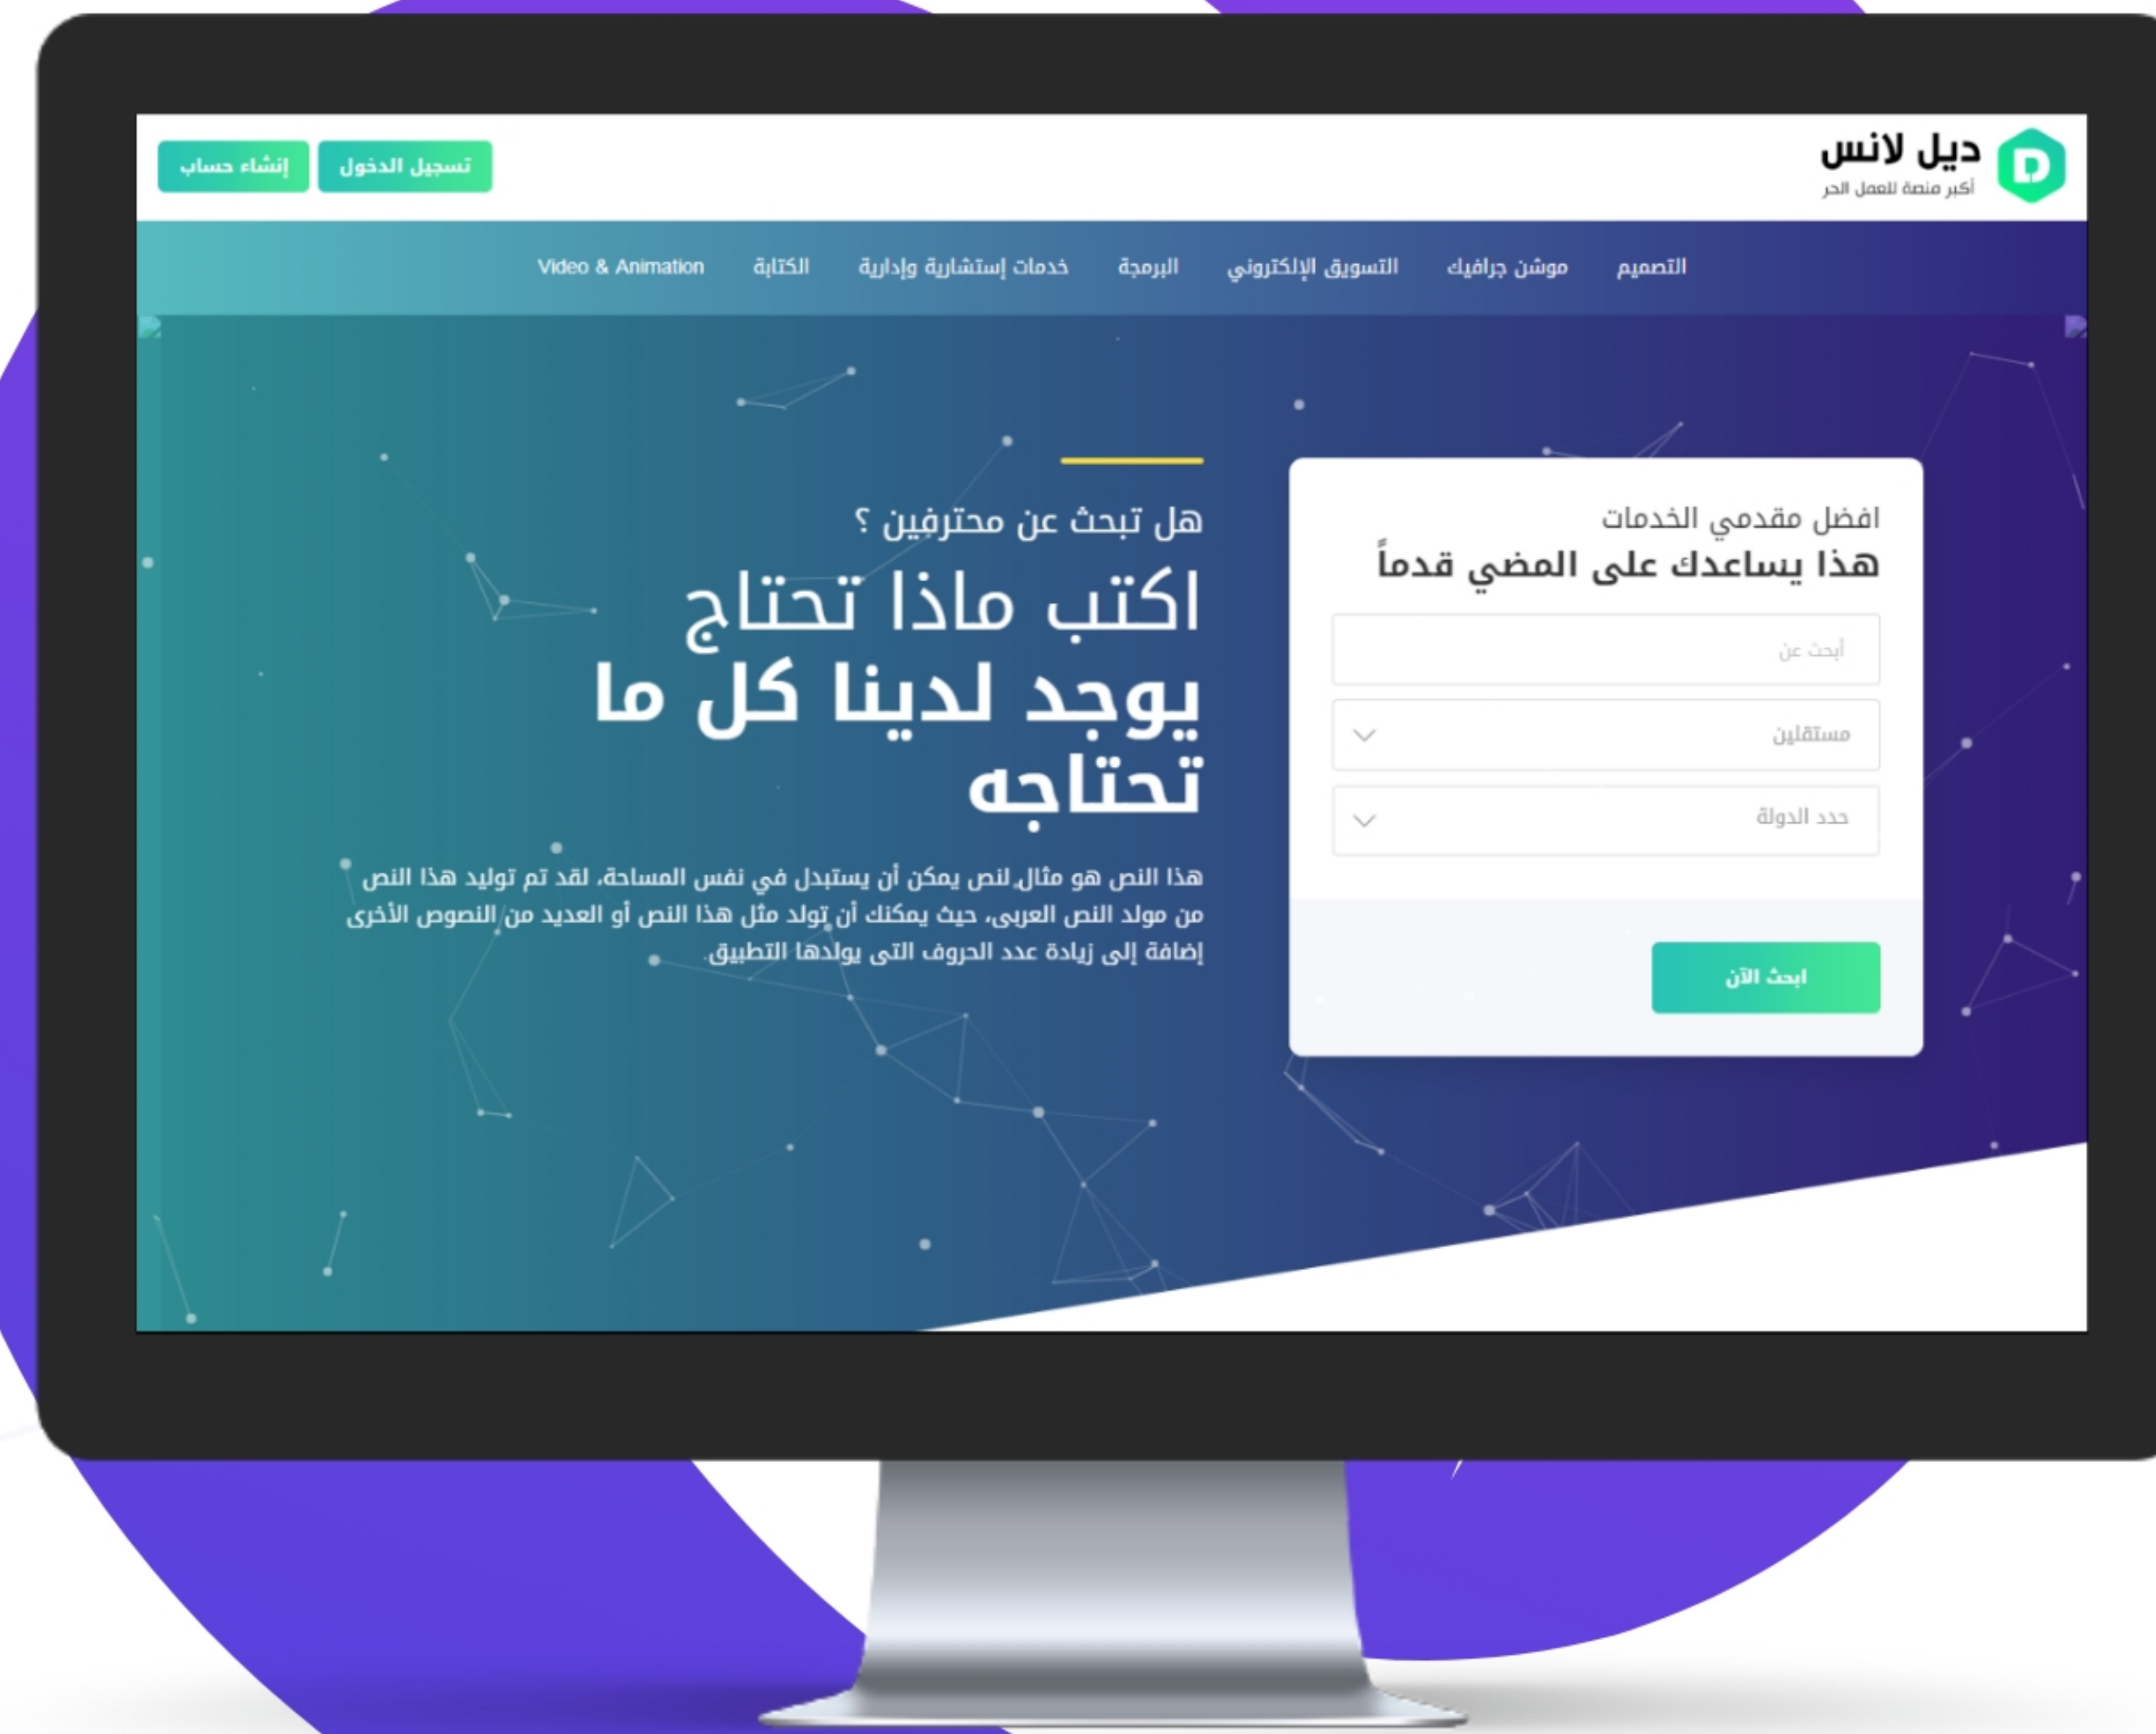 ديل لانس
أكبر منصة للعمل الحر
تسجيل الدخول
إنشاء حساب
التصميم
موشن جرافيك
التسويق الإلكتروني
البرمجة
خدمات إستشارية وإدارية
الكتابة
Video & Animation
افضل مقدمي الخدمات
هذا يساعدك على المضي قدماً
أبحث عن
مستقلين
حدد الدولة
ابحث الآن
هل تبحث عن محترفين ؟
اكتب ماذا تحتاج
يوجد لدينا كل ما
تحتاجه
هذا النص هو مثال لنص يمكن أن يستبدل في نفس المساحة، لقد تم توليد هذا النص
من مولد النص العربى، حيث يمكنك أن تولد مثل هذا النص أو العديد من النصوص الأخرى
إضافة إلى زيادة عدد الحروف التى يولدها التطبيق.